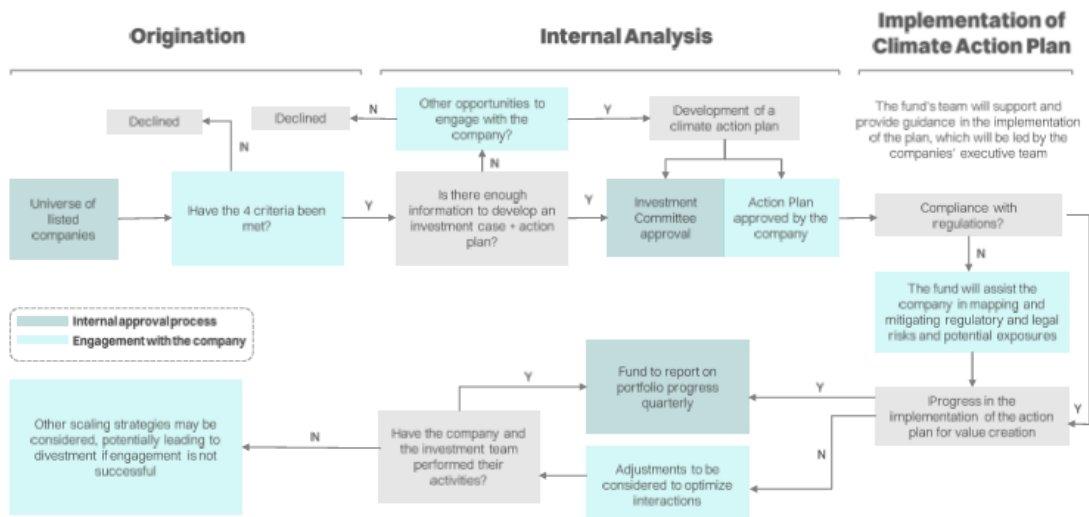 Origination
Internal Analysis
Implementation of
Climate Action Plan
Declined
Declined
N
Other opportunities to
engage with the
company?
Y
Development of a
climate action plan
The fund's team will support and
provide guidance in the implementation
of the plan, which will be led by the
companies' executive team
N
N
Universe of
listed
companies
Have the 4 criteria been
met?
Y
Is there enough
information to develop an
investment case + action
plan?
Y
Investment
Committee
approval
Action Plan
approved by the
company
Compliance with
regulations?
N
The fund will assist the
company in mapping and
mitigating regulatory and legal
risks and potential exposures
Internal approval process
Engagement with the company
Y
Fund to report on
portfolio progress
quarterly
Y
Progress in the
implementation of the action
plan for value creation
Y
Other scaling strategies may be
considered, potentially leading to
divestment if engagement is not
successful
N
Have the company and
the investment team
performed their
activities?
Adjustments to be
considered to optimize
interactions
N